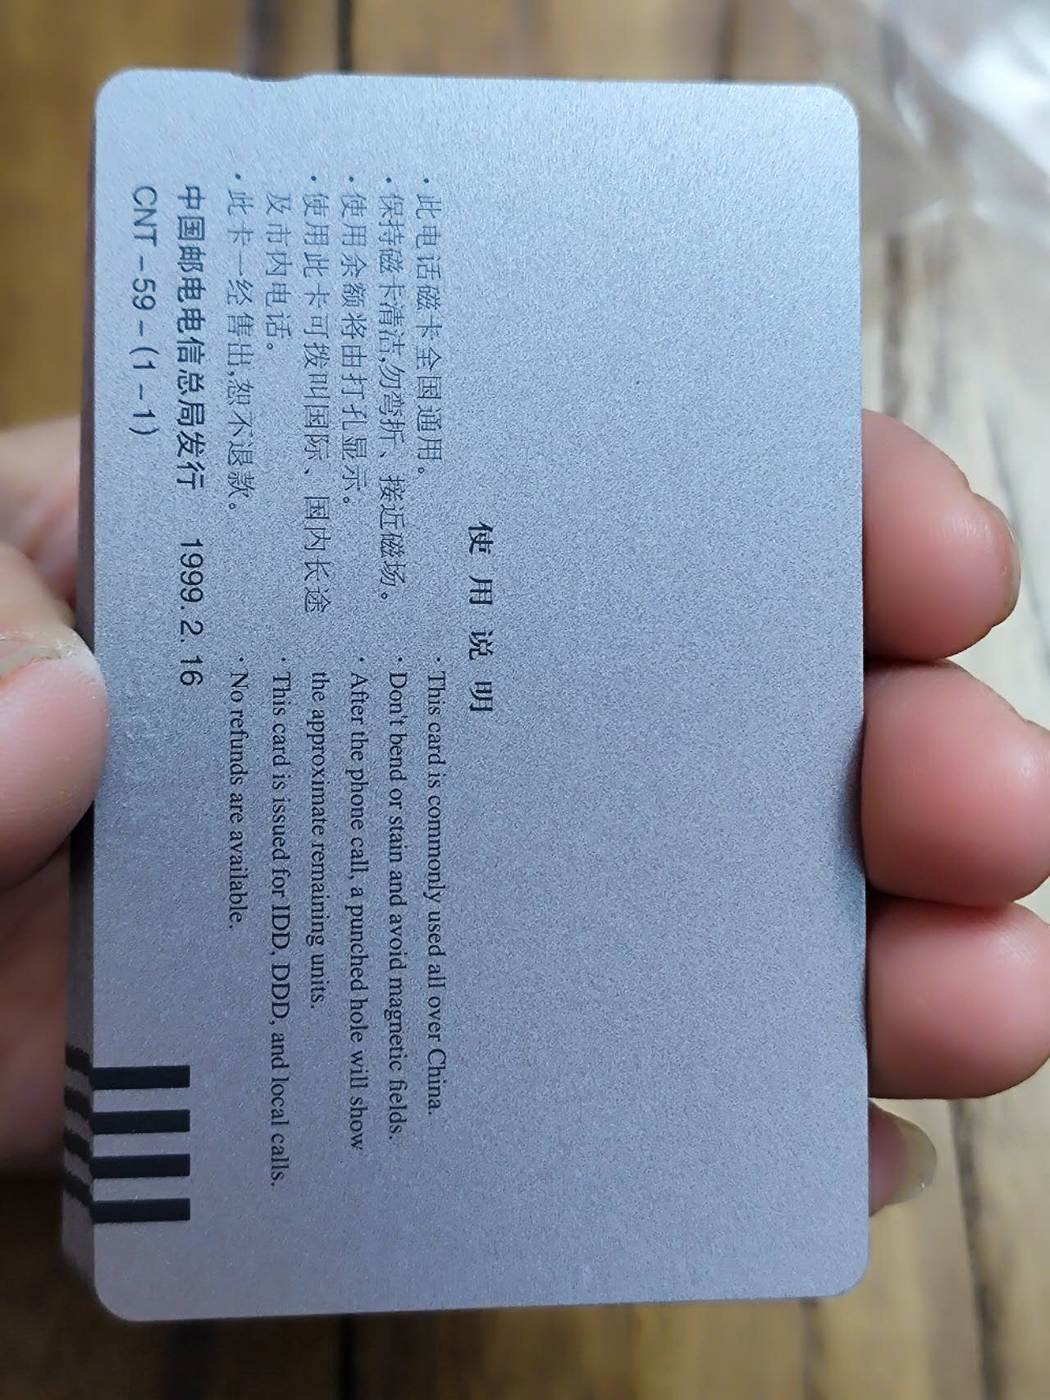 使用说明
·此电话磁卡全国通用。
·保持磁卡清洁,勿弯折、接近磁场。
·使用余额将由打孔显示。
·使用此卡可拨叫国际、国内长途
及市内电话。
·此卡一经售出,恕不退款。
·This card is commonly used all over China.
·Don't bend or stain and avoid magnetic fields.
·After the phone call, a punched hole will show
the approximate remaining units.
·This card is issued for IDD, DDD, and local calls.
·No refunds are available.
中国邮电电信总局发行 1999.2.16
CNT-59-(1-1)